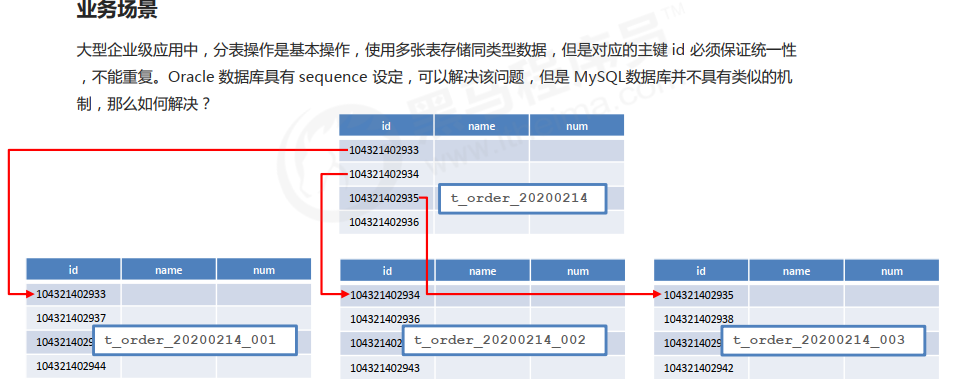 业务场景
大型企业级应用中，分表操作是基本操作，使用多张表存储同类型数据，但是对应的主键 id 必须保证统一性
，不能重复。Oracle 数据库具有 sequence 设定，可以解决该问题，但是 MySQL数据库并不具有类似的机
制，那么如何解决？
id name num
104321402933
104321402934
104321402935 t_order_20200214
104321402936
id name num
104321402933
104321402937
t_order_20200214_001
104321402944
id name num
104321402934
104321402936
t_order_20200214_002
104321402943
id name num
104321402935
104321402938
t_order_20200214_003
104321402942